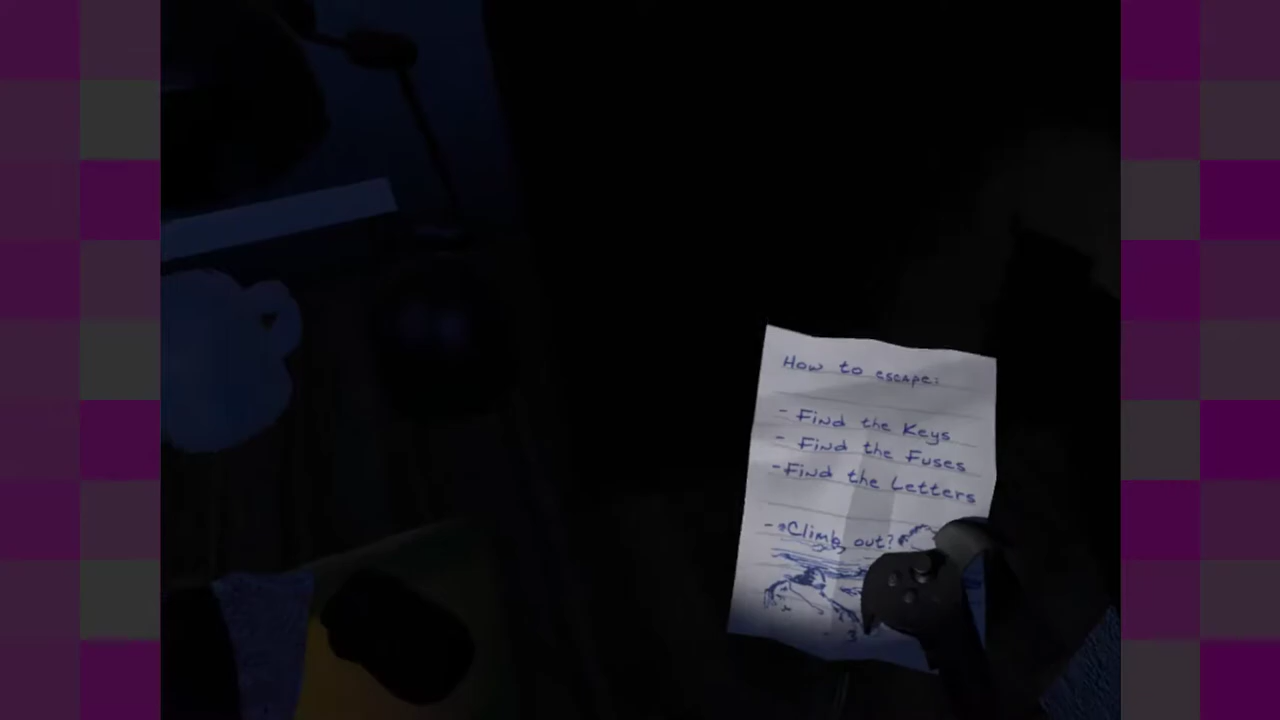 How to escape:
- Find the Keys
- Find the Fuses
- Find the Letters
- Climb out?